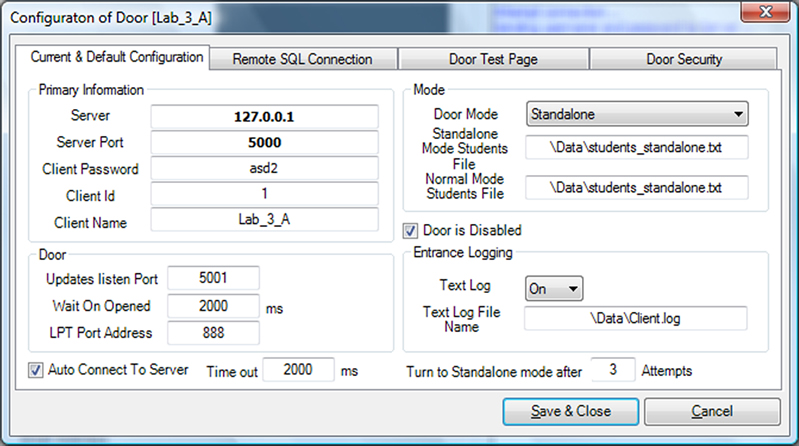 Configuraton of Door [Lab_3_A]
Current & Default Configuration
Remote SQL Connection
Door Test Page
Door Security
Primary Information
Server
127.0.0.1
Server Port
5000
Client Password
asd2
Client Id
1
Client Name
Lab_3_A
Mode
Door Mode
Standalone
Standalone
Mode Students
File
\Data\students_standalone.txt
Normal Mode
Students File
\Data\students_standalone.txt
Door is Disabled
Door
Updates listen Port
5001
Wait On Opened
2000 ms
LPT Port Address
888
Entrance Logging
Text Log
On
Text Log File
Name
\Data\Client.log
Auto Connect To Server
Time out 2000 ms
Turn to Standalone mode after 3 Attempts
Save & Close
Cancel